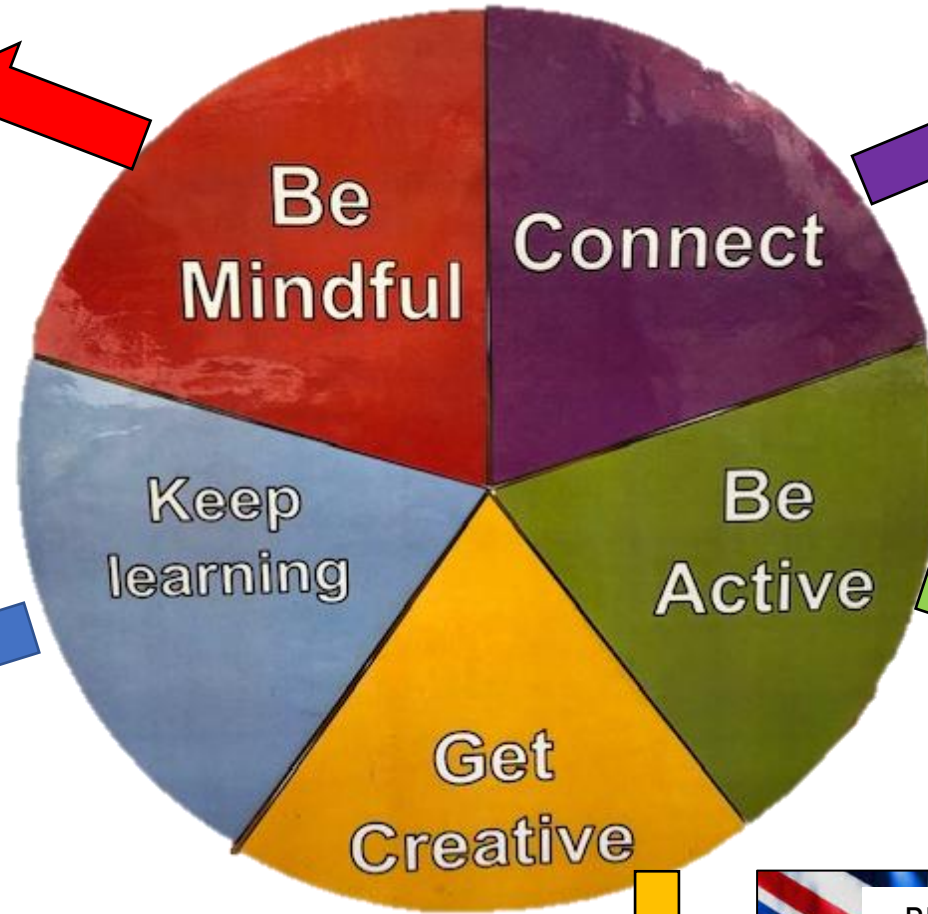 Be
Mindful
Connect
Keep
learning
Be
Active
Get
Creative